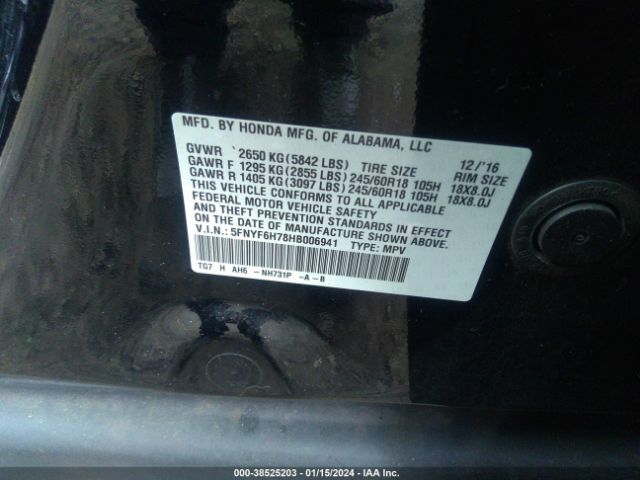 MFD. BY HONDA MFG. OF ALABAMA, LLC
12/'16
GVWR 2650 KG (5842 LBS) TIRE SIZE RIM SIZE
GAWR F 1295 KG (2855 LBS) 245/60R18 105H 18X8.0J
GAWR R 1405 KG (3097 LBS) 245/60R18 105H 18X8.0J
THIS VEHICLE CONFORMS TO ALL APPLICABLE
FEDERAL MOTOR VEHICLE SAFETY
AND THEFT PREVENTION STANDARDS IN EFFECT
ON THE DATE OF MANUFACTURE SHOWN ABOVE.
V.I.N.: 5FNYF6H78HB006941 TYPE: MPV
TG7 H AH6 -NH731P -A-B
000-38525203 - 01/15/2024 - IAA Inc.